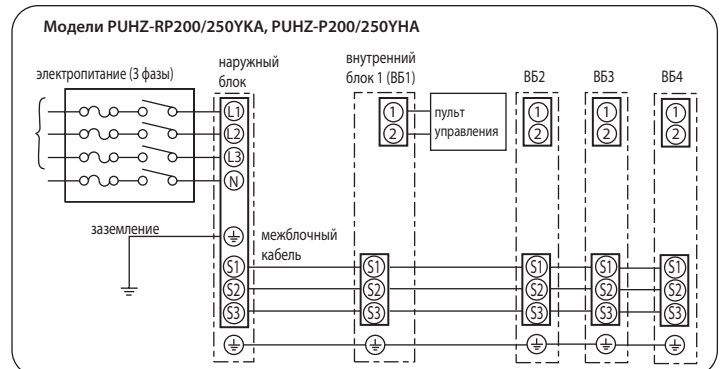 Модели PUHZ-RP200/250YKA, PUHZ-P200/250YHA
электропитание (3 фазы)
наружный
блок
внутренний
блок 1 (ВБ1)
ВБ2
ВБ3
ВБ4
L1
L2
L3
N
1
2
пульт
управления
1
2
1
2
1
2
заземление
межблочный
кабель
S1
S2
S3
S1
S2
S3
S1
S2
S3
S1
S2
S3
S1
S2
S3